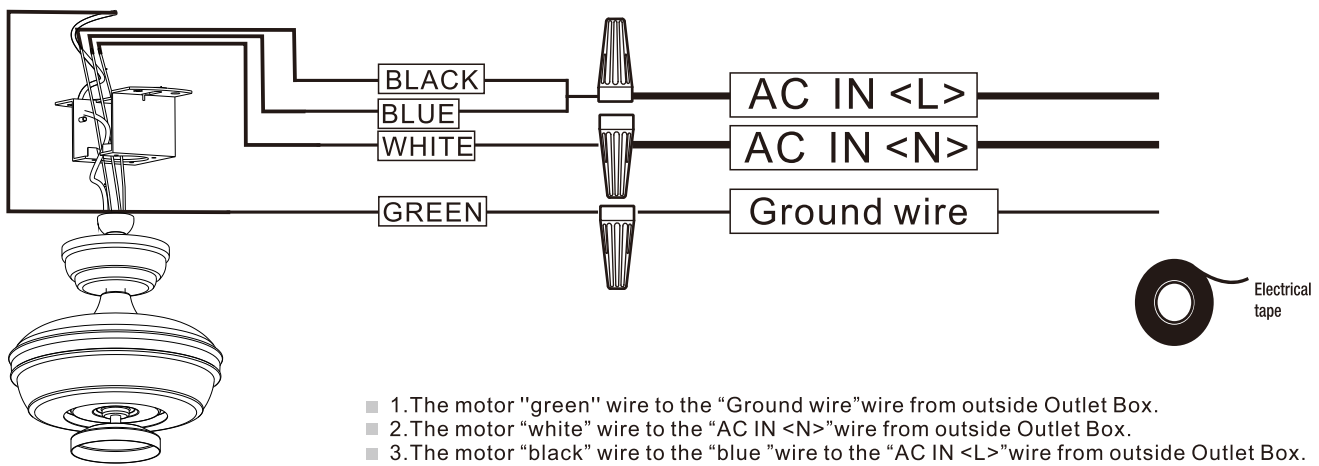 BLACK
BLUE
WHITE
GREEN
AC IN <L>
AC IN <N>
Ground wire
Electrical
tape
1.The motor "green" wire to the “Ground wire”wire from outside Outlet Box.
2.The motor “white” wire to the “AC IN <N>”wire from outside Outlet Box.
3.The motor “black” wire to the “blue ”wire to the “AC IN <L>”wire from outside Outlet Box.